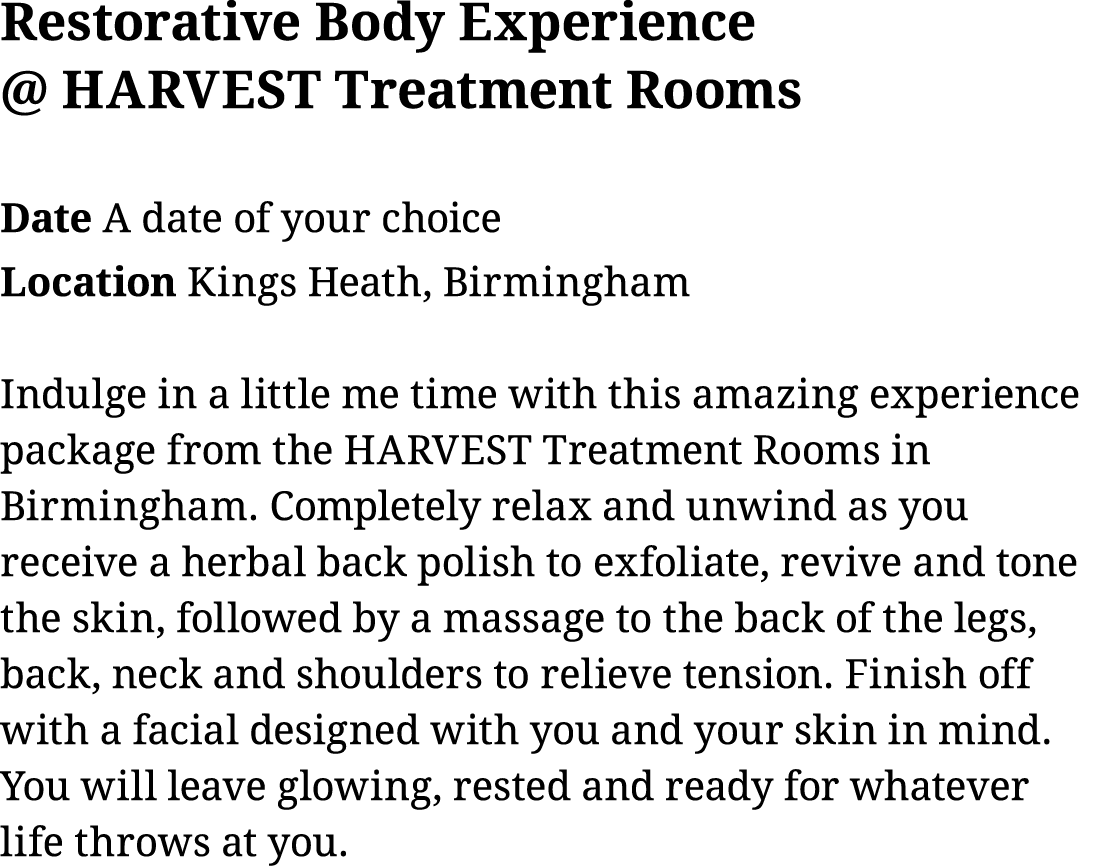 Restorative Body Experience
@ HARVEST Treatment Rooms
Date A date of your choice
Location Kings Heath, Birmingham
Indulge in a little me time with this amazing experience
package from the HARVEST Treatment Rooms in
Birmingham. Completely relax and unwind as you
receive a herbal back polish to exfoliate, revive and tone
the skin, followed by a massage to the back of the legs,
back, neck and shoulders to relieve tension. Finish off
with a facial designed with you and your skin in mind.
You will leave glowing, rested and ready for whatever
life throws at you.